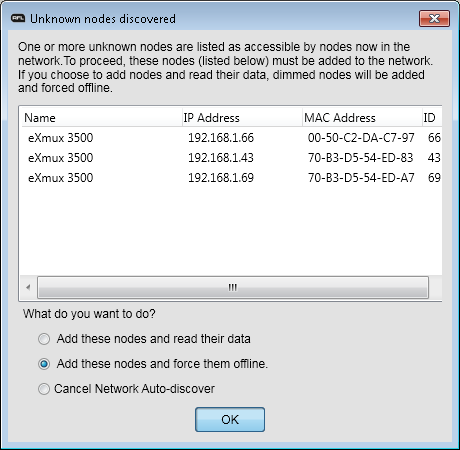 RFL Unknown nodes discovered
One or more unknown nodes are listed as accessible by nodes now in the
network.To proceed, these nodes (listed below) must be added to the network.
If you choose to add nodes and read their data, dimmed nodes will be added
and forced offline.
Name IP Address MAC Address ID
eXmux 3500 192.168.1.66 00-50-C2-DA-C7-97 66
eXmux 3500 192.168.1.43 70-B3-D5-54-ED-83 43
eXmux 3500 192.168.1.69 70-B3-D5-54-ED-A7 69
What do you want to do?
Add these nodes and read their data
Add these nodes and force them offline.
Cancel Network Auto-discover
OK